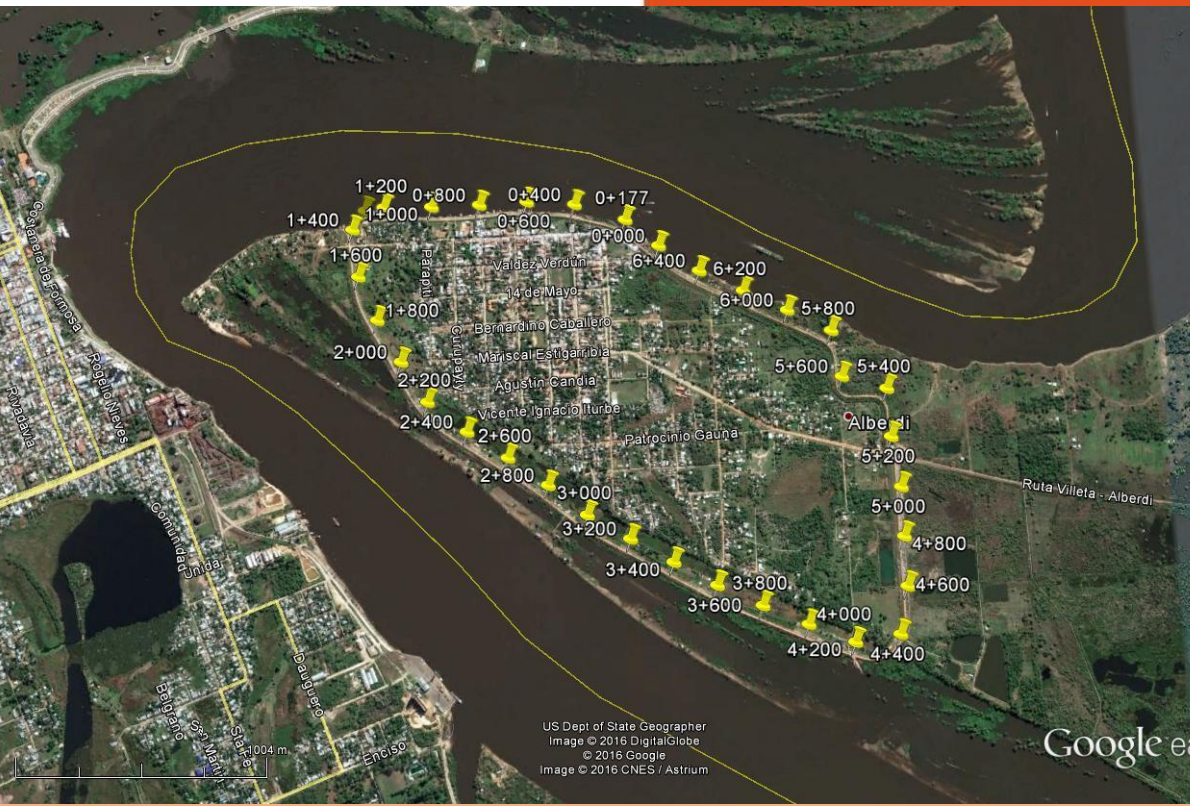 1+200
0+800
0+400
0+177
1+400
1+000
0+600
0+000
1+600
6+400
6+200
6+000
5+800
1+800
2+000
2+200
2+400
2+600
2+800
3+000
3+200
3+400
3+600
3+800
4+000
4+200
4+400
4+600
4+800
5+000
5+200
5+400
5+600
Parapití
Curupayty
Valdez Verdún
14 de Mayo
Bernardino Caballero
Mariscal Estigarribia
Agustín Candia
Vicente Ignacio Iturbe
Patrocinio Gauna
Alberdi
Ruta Villeta - Alberdi
Costanera de Formosa
Rogelio Nieves
Rivadavia
Comunidad
Unida
Dauguero
Belgrano
San Martín
Sta Fe
Enciso
1004 m
US Dept of State Geographer
Image © 2016 DigitalGlobe
© 2016 Google
Image © 2016 CNES / Astrium
Google ea